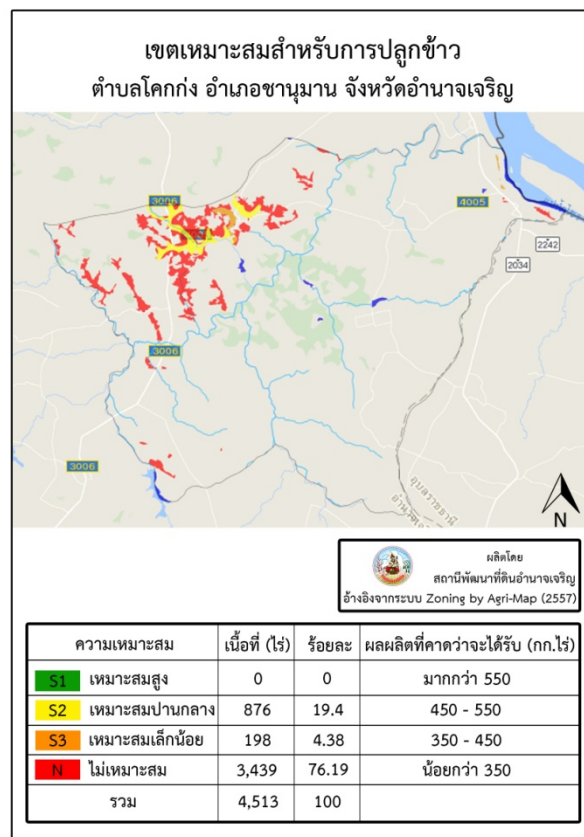 เขตเหมาะสมสำหรับการปลูกข้าว
ตำบลโคกก่ง อำเภอชานุมาน จังหวัดอำนาจเจริญ
3006
4005
2242
2034
3006
3006
อุบลราชธานี
N
ผลิตโดย
สถานีพัฒนาที่ดินอำนาจเจริญ
อ้างอิงจากระบบ Zoning by Agri-Map (2557)
ความเหมาะสม เนื้อที่ (ไร่) ร้อยละ ผลผลิตที่คาดว่าจะได้รับ (กก.ไร่)
S1 เหมาะสมสูง 0 0 มากกว่า 550
S2 เหมาะสมปานกลาง 876 19.4 450 - 550
S3 เหมาะสมเล็กน้อย 198 4.38 350 - 450
N ไม่เหมาะสม 3,439 76.19 น้อยกว่า 350
รวม 4,513 100